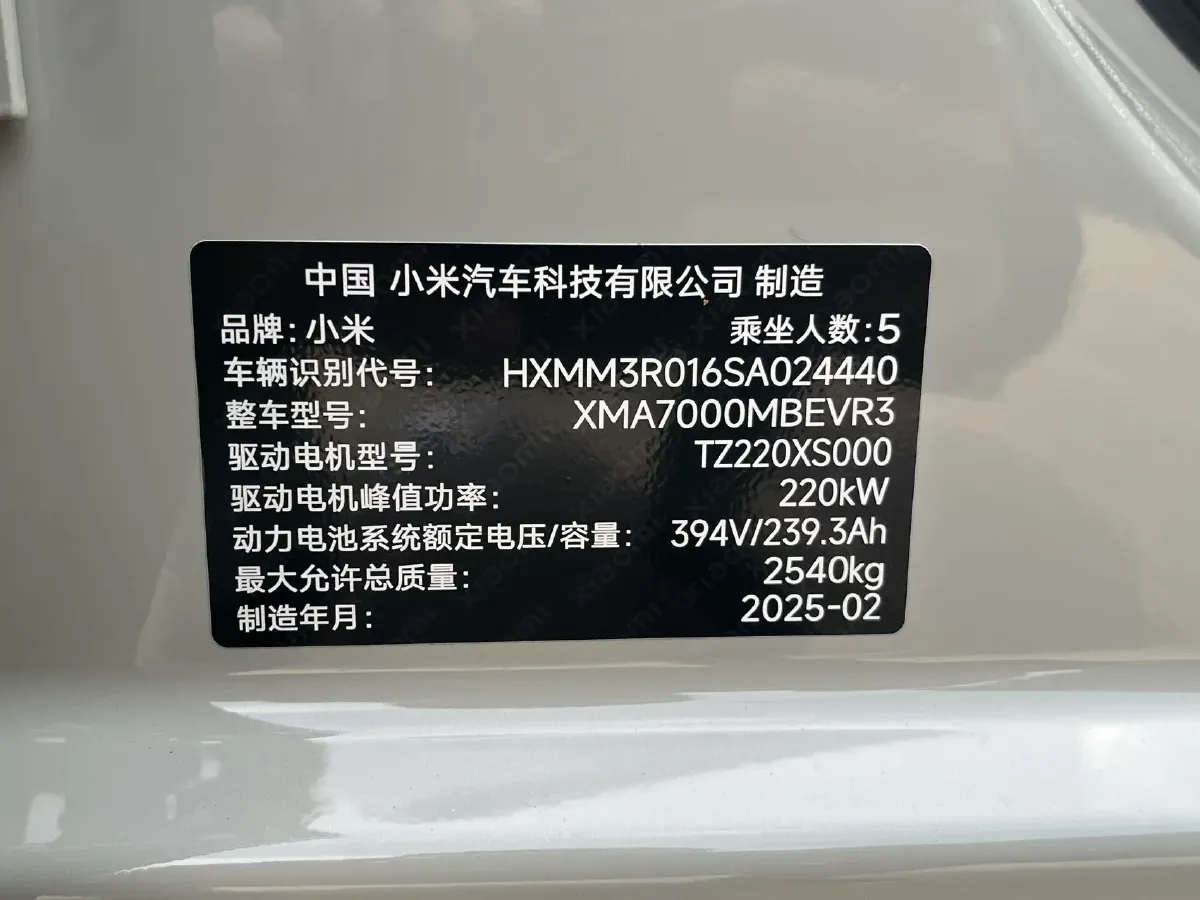 中国 小米汽车科技有限公司 制造
品牌:小米 乘坐人数:5
车辆识别代号: HXMM3R016SA024440
整车型号: XMA7000MBEVR3
驱动电机型号: TZ220XS000
驱动电机峰值功率: 220kW
动力电池系统额定电压/容量: 394V/239.3Ah
最大允许总质量: 2540kg
制造年月: 2025-02